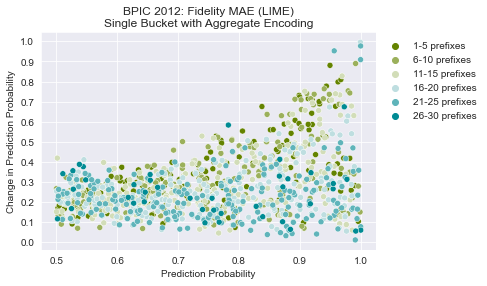 BPIC 2012: Fidelity MAE (LIME)
Single Bucket with Aggregate Encoding
Change in Prediction Probability
1.0
0.9
0.8
0.7
0.6
0.5
0.4
0.3
0.2
0.1
0.0
0.5
0.6
0.7
0.8
0.9
1.0
Prediction Probability
1-5 prefixes
6-10 prefixes
11-15 prefixes
16-20 prefixes
21-25 prefixes
26-30 prefixes